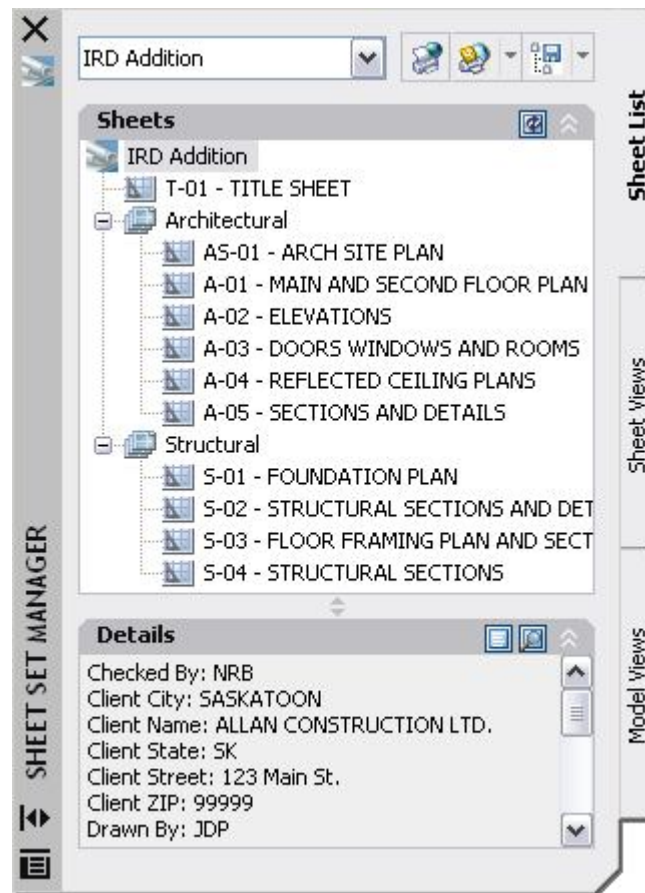 IRD Addition
Sheets
IRD Addition
T-01 - TITLE SHEET
Architectural
AS-01 - ARCH SITE PLAN
A-01 - MAIN AND SECOND FLOOR PLAN
A-02 - ELEVATIONS
A-03 - DOORS WINDOWS AND ROOMS
A-04 - REFLECTED CEILING PLANS
A-05 - SECTIONS AND DETAILS
Structural
S-01 - FOUNDATION PLAN
S-02 - STRUCTURAL SECTIONS AND DET
S-03 - FLOOR FRAMING PLAN AND SECT
S-04 - STRUCTURAL SECTIONS
Details
Checked By: NRB
Client City: SASKATOON
Client Name: ALLAN CONSTRUCTION LTD.
Client State: SK
Client Street: 123 Main St.
Client ZIP: 99999
Drawn By: JDP
SHEET SET MANAGER
Sheet List
Sheet Views
Model Views